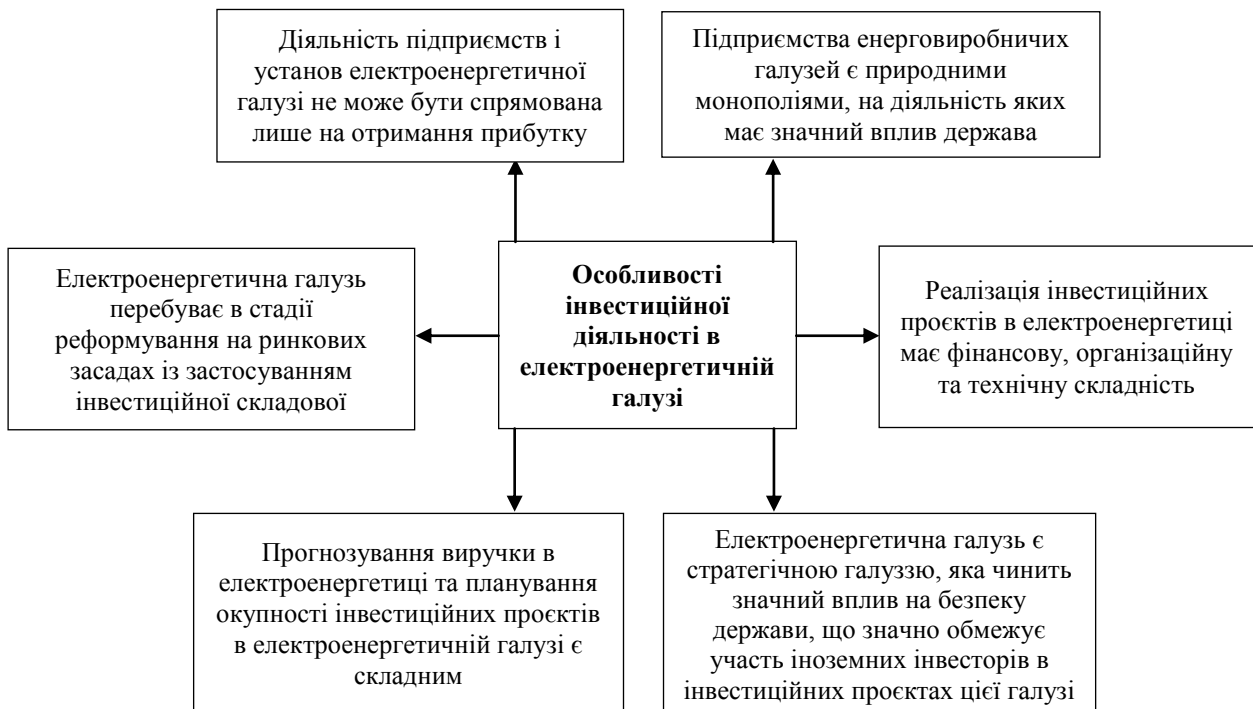 Діяльність підприємств і
установ електроенергетичної
галузі не може бути спрямована
лише на отримання прибутку
Підприємства енерговиробничих
галузей є природними
монополіями, на діяльність яких
має значний вплив держава
Електроенергетична галузь
перебуває в стадії
реформування на ринкових
засадах із застосуванням
інвестиційної складової
Особливості
інвестиційної
діяльності в
електроенергетичній
галузі
Реалізація інвестиційних
проєктів в електроенергетиці
має фінансову, організаційну
та технічну складність
Прогнозування виручки в
електроенергетиці та планування
окупності інвестиційних проєктів
в електроенергетичній галузі є
складним
Електроенергетична галузь є
стратегічною галуззю, яка чинить
значний вплив на безпеку
держави, що значно обмежує
участь іноземних інвесторів в
інвестиційних проєктах цієї галузі